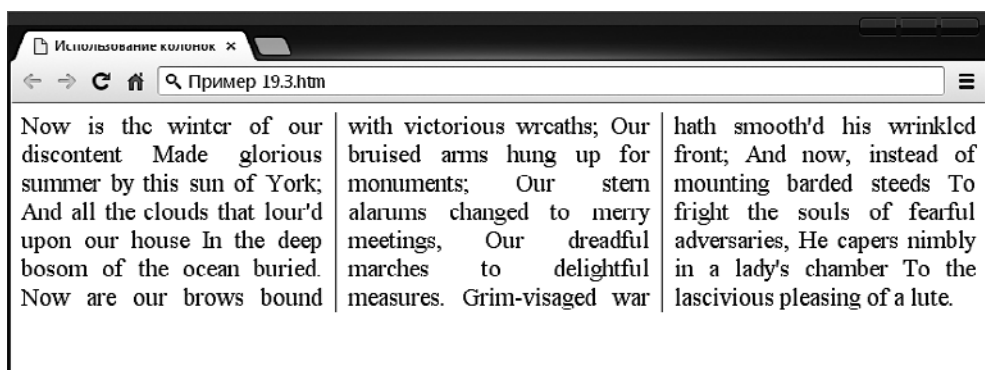 Использование колонок ×
Пример 19.3.htm
Now is the winter of our
discontent Made glorious
summer by this sun of York;
And all the clouds that lour'd
upon our house In the deep
bosom of the ocean buried.
Now are our brows bound
with victorious wreaths; Our
bruised arms hung up for
monuments; Our stern
alarums changed to merry
meetings, Our dreadful
marches to delightful
measures. Grim-visaged war
hath smooth'd his wrinkled
front; And now, instead of
mounting barded steeds To
fright the souls of fearful
adversaries, He capers nimbly
in a lady's chamber To the
lascivious pleasing of a lute.